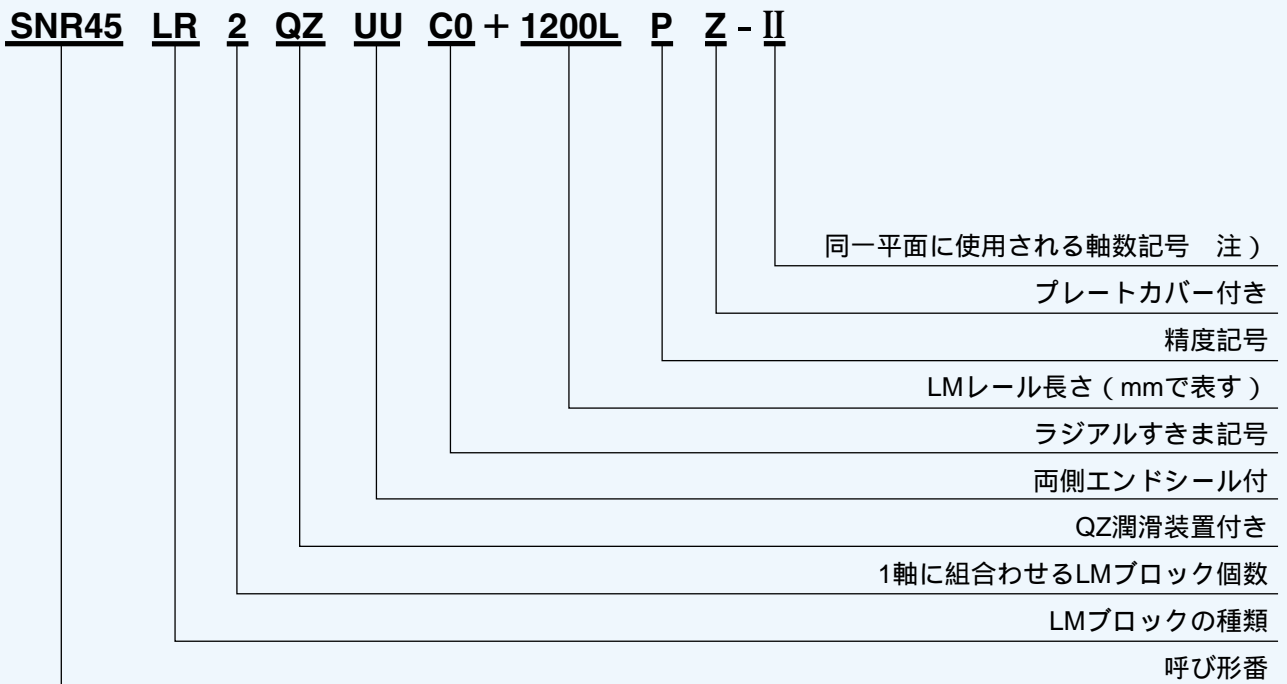 SNR45 LR 2 QZ UU C0 + 1200L P Z - Ⅱ
同一平面に使用される軸数記号　注）
プレートカバー付き
精度記号
LMレール長さ（mmで表す）
ラジアルすきま記号
両側エンドシール付
QZ潤滑装置付き
1軸に組合わせるLMブロック個数
LMブロックの種類
呼び形番